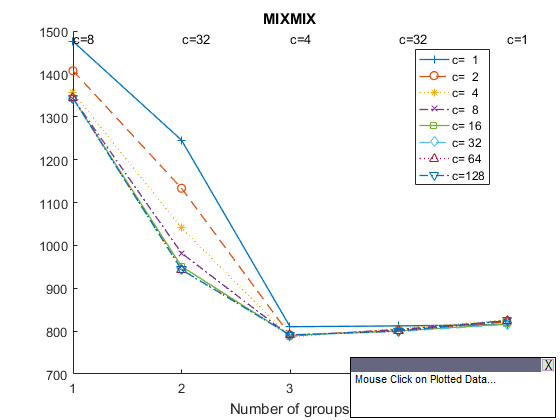 MIXMIX
c=8 c=32 c=4 c=32 c=1
1500
1400
1300
1200
1100
1000
900
800
700
c= 1
c= 2
c= 4
c= 8
c= 16
c= 32
c= 64
c=128
1 2 3
Number of groups
X
Mouse Click on Plotted Data...